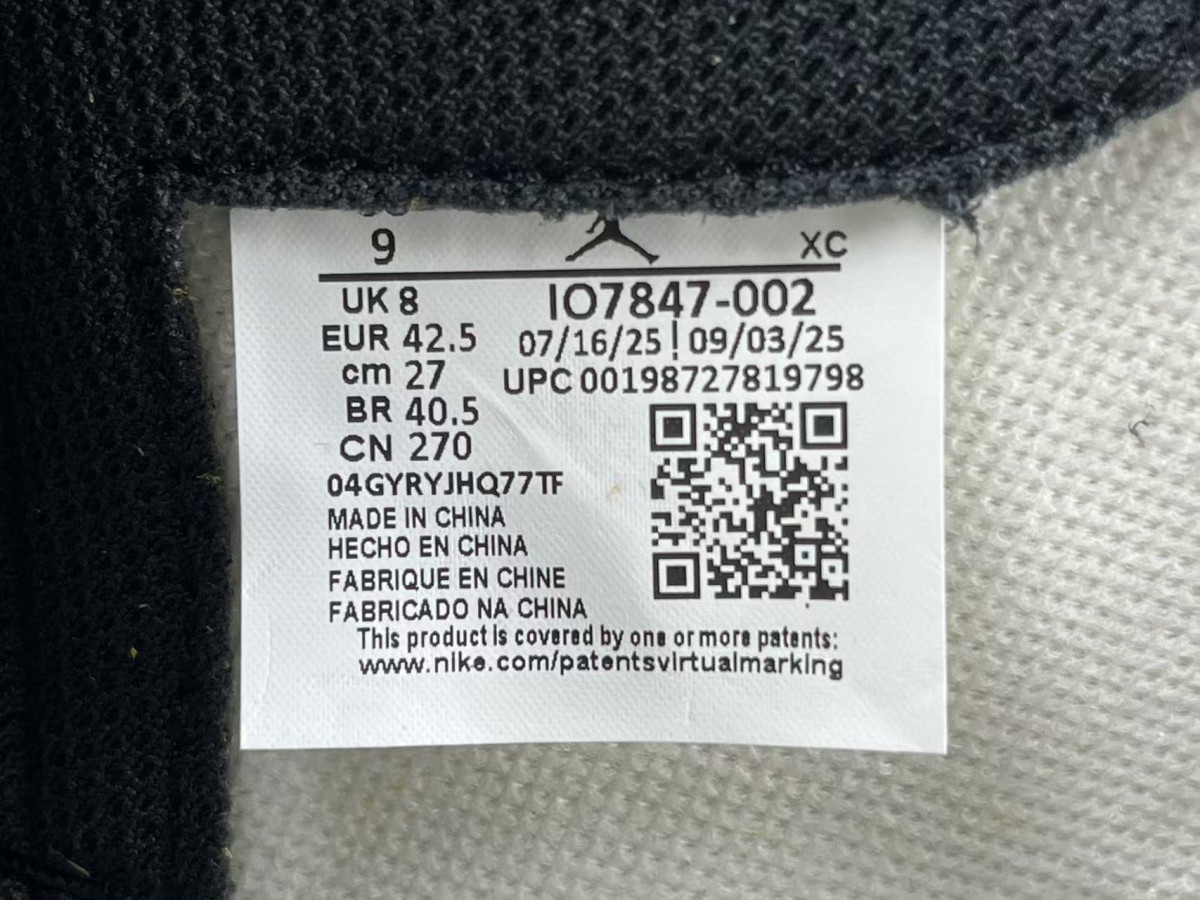 9 XC
UK 8 IO7847-002
EUR 42.5 07/16/25 | 09/03/25
cm 27 UPC 00198727819798
BR 40.5
CN 270
04GYRYJHQ77TF
MADE IN CHINA
HECHO EN CHINA
FABRIQUE EN CHINE
FABRICADO NA CHINA
This product is covered by one or more patents:
www.nike.com/patentsvirtualmarking